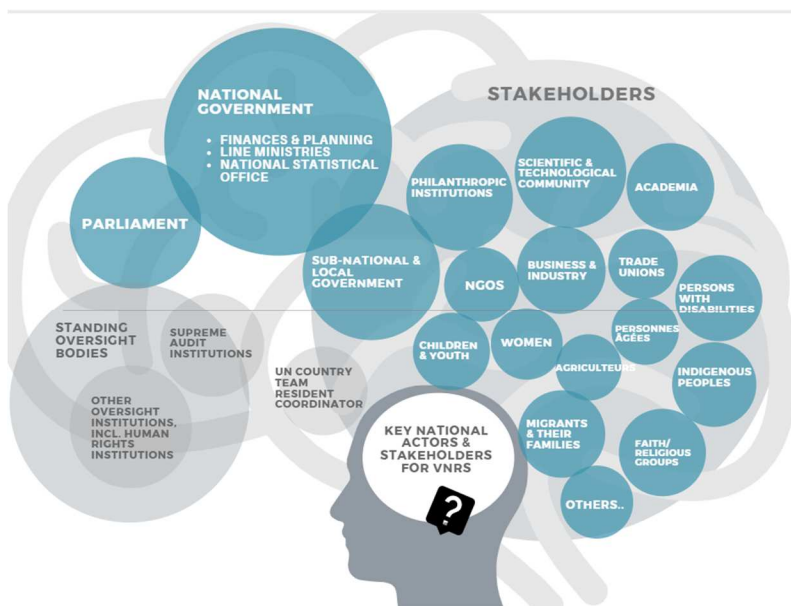 NATIONAL
GOVERNMENT
• FINANCES & PLANNING
• LINE MINISTRIES
• NATIONAL STATISTICAL
OFFICE
PARLIAMENT
SUB-NATIONAL &
LOCAL
GOVERNMENT
STANDING
OVERSIGHT
BODIES
SUPREME
AUDIT
INSTITUTIONS
OTHER
OVERSIGHT
INSTITUTIONS,
INCL. HUMAN
RIGHTS
INSTITUTIONS
UN COUNTRY
TEAM
RESIDENT
COORDINATOR
KEY NATIONAL
ACTORS &
STAKEHOLDERS
FOR VNRS
?
STAKEHOLDERS
PHILANTHROPIC
INSTITUTIONS
SCIENTIFIC &
TECHNOLOGICAL
COMMUNITY
ACADEMIA
NGOS
BUSINESS &
INDUSTRY
TRADE
UNIONS
PERSONS
WITH
DISABILITIES
CHILDREN
& YOUTH
WOMEN
PERSONNES
ÂGÉES
AGRICULTEURS
INDIGENOUS
PEOPLES
MIGRANTS
& THEIR
FAMILIES
FAITH/
RELIGIOUS
GROUPS
OTHERS..